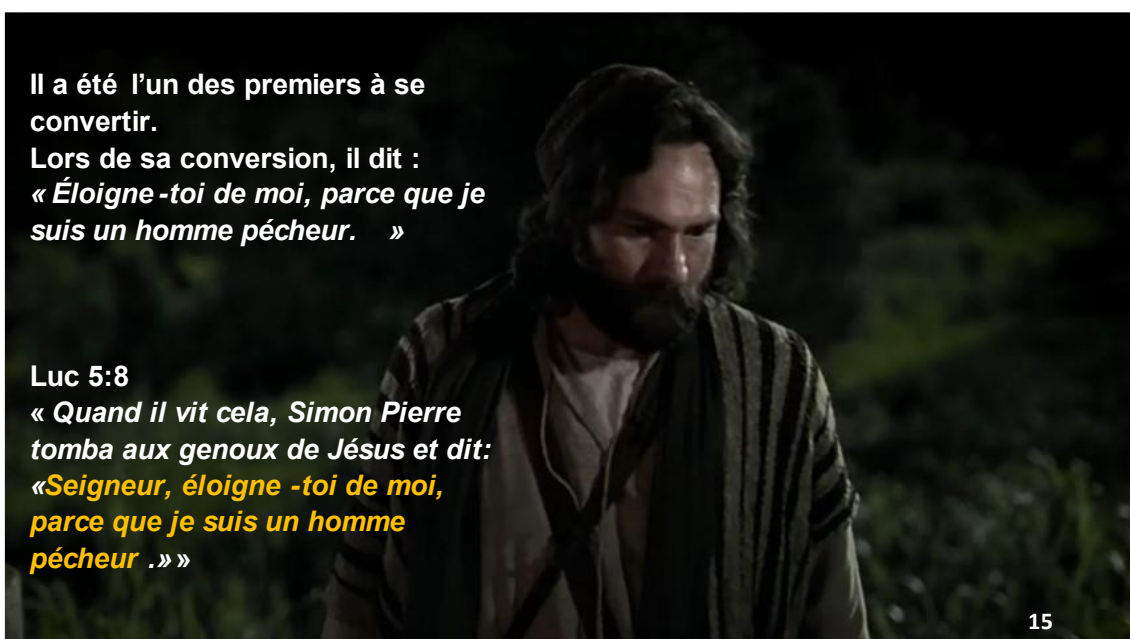 Il a été l'un des premiers à se
convertir.
Lors de sa conversion, il dit :
« Éloigne -toi de moi, parce que je
suis un homme pécheur. »
Luc 5:8
« Quand il vit cela, Simon Pierre
tomba aux genoux de Jésus et dit:
«Seigneur, éloigne -toi de moi,
parce que je suis un homme
pécheur .» »
15